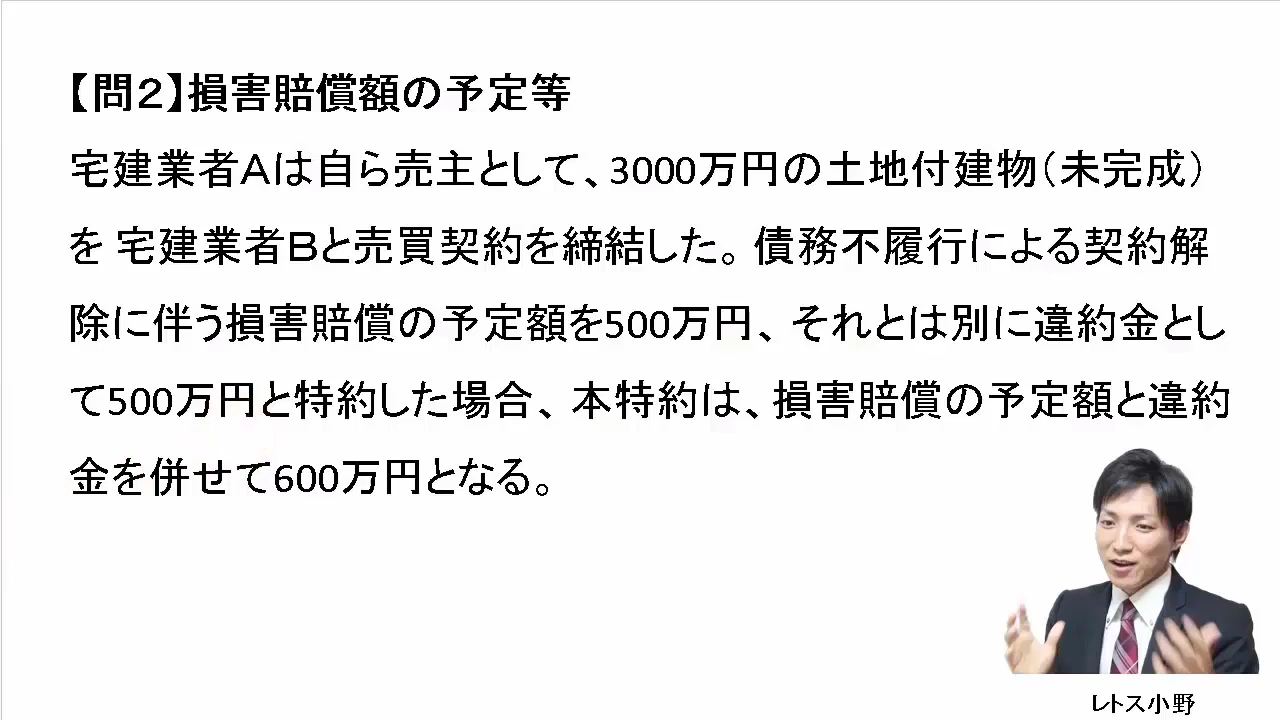 【問２】損害賠償額の予定等
宅建業者Ａは自ら売主として、3000万円の土地付建物（未完成）
を 宅建業者Ｂと売買契約を締結した。債務不履行による契約解
除に伴う損害賠償の予定額を500万円、それとは別に違約金とし
て500万円と特約した場合、本特約は、損害賠償の予定額と違約
金を併せて600万円となる。
レトス小野